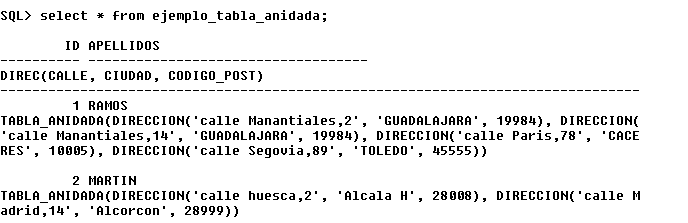 SQL> select * from ejemplo_tabla_anidada;
ID APELLIDOS
---------- -----------------------------------
DIREC(CALLE, CIUDAD, CODIGO_POST)
--------------------------------------------------------------------------------
1 RAMOS
TABLA_ANIDADA(DIRECCION('calle Manantiales,2', 'GUADALAJARA', 19984), DIRECCION(
'calle Manantiales,14', 'GUADALAJARA', 19984), DIRECCION('calle Paris,78', 'CACE
RES', 10005), DIRECCION('calle Segovia,89', 'TOLEDO', 45555))
2 MARTIN
TABLA_ANIDADA(DIRECCION('calle huesca,2', 'Alcala H', 28008), DIRECCION('calle M
adrid,14', 'Alcorcon', 28999))